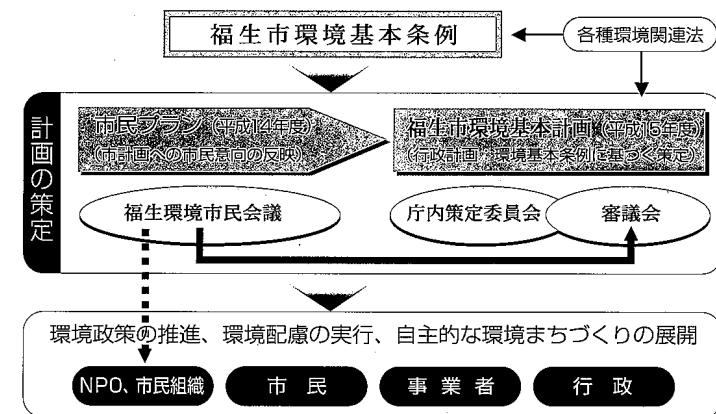 福生市環境基本条例
各種環境関連法
計画の策定
市民プラン(平成14年度)
(市計画への市民意向の反映)
福生市環境基本計画(平成15年度)
(行政計画 環境基本条例に基づく策定)
福生環境市民会議
庁内策定委員会
審議会
環境政策の推進、環境配慮の実行、自主的な環境まちづくりの展開
NPO、市民組織
市民
事業者
行政